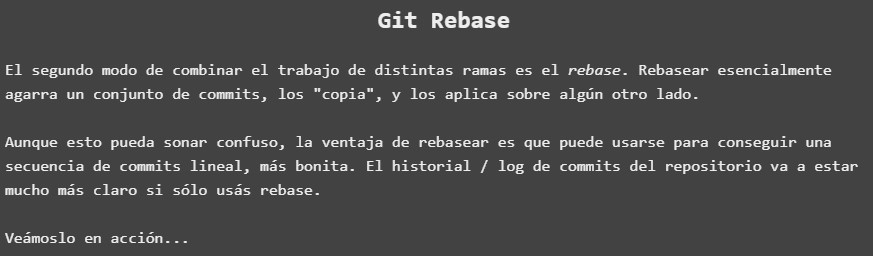 Git Rebase
El segundo modo de combinar el trabajo de distintas ramas es el rebase. Rebasear esencialmente
agarra un conjunto de commits, los "copia", y los aplica sobre algún otro lado.
Aunque esto pueda sonar confuso, la ventaja de rebasear es que puede usarse para conseguir una
secuencia de commits lineal, más bonita. El historial / log de commits del repositorio va a estar
mucho más claro si sólo usás rebase.
Veámoslo en acción...